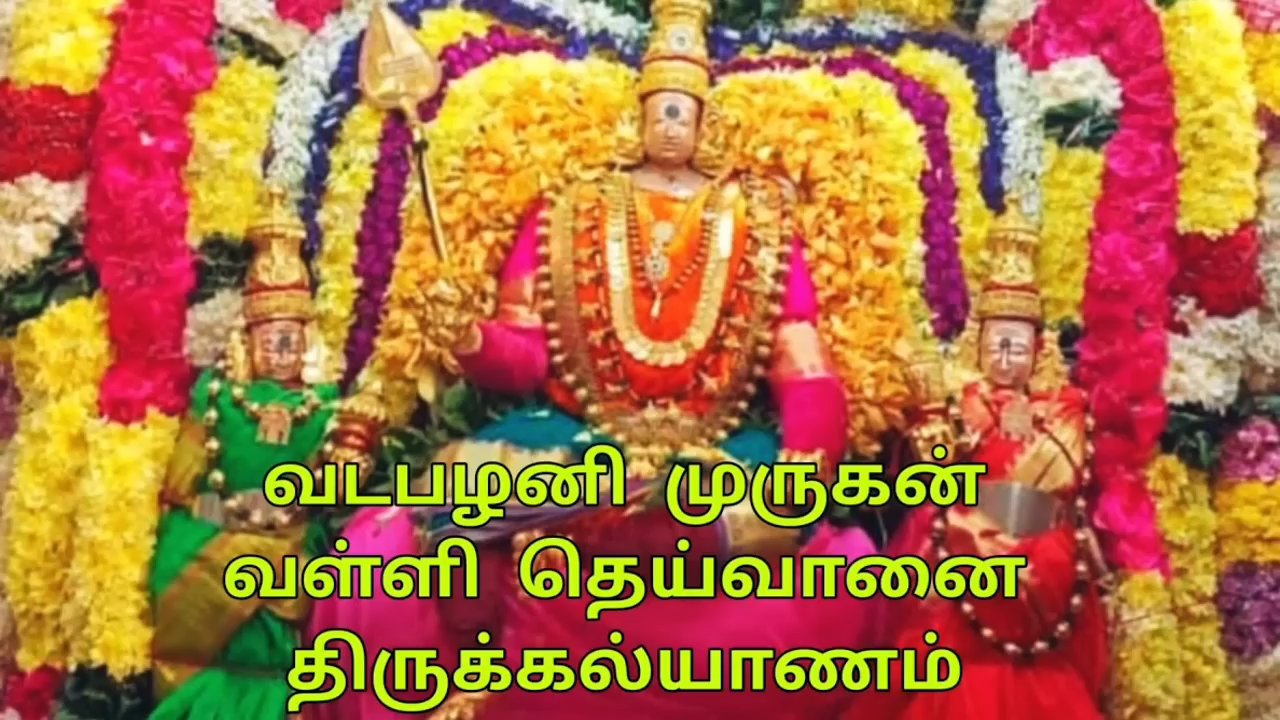 வடபழனி முருகன்
வள்ளி தெய்வானை
திருக்கல்யாணம்